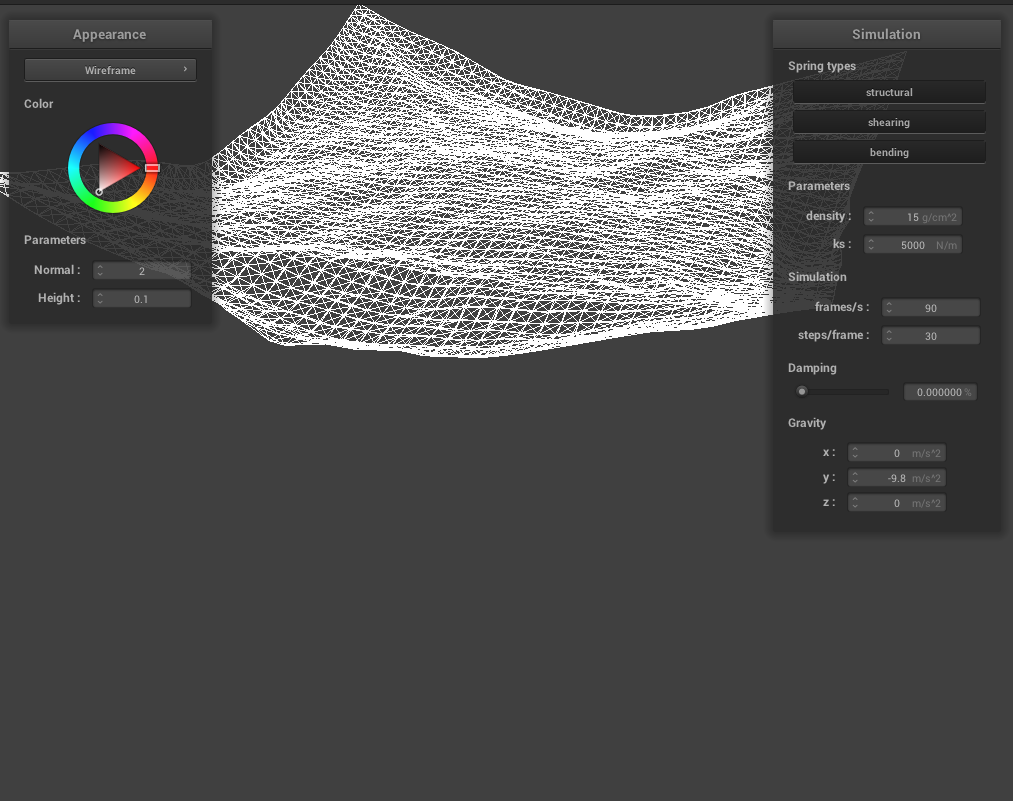 Appearance
Wireframe
Color
Parameters
Normal : 2
Height : 0.1
Simulation
Spring types
structural
shearing
bending
Parameters
density : 15 g/cm^2
ks : 5000 N/m
Simulation
frames/s : 90
steps/frame : 30
Damping
0.000000 %
Gravity
x : 0 m/s^2
y : -9.8 m/s^2
z : 0 m/s^2